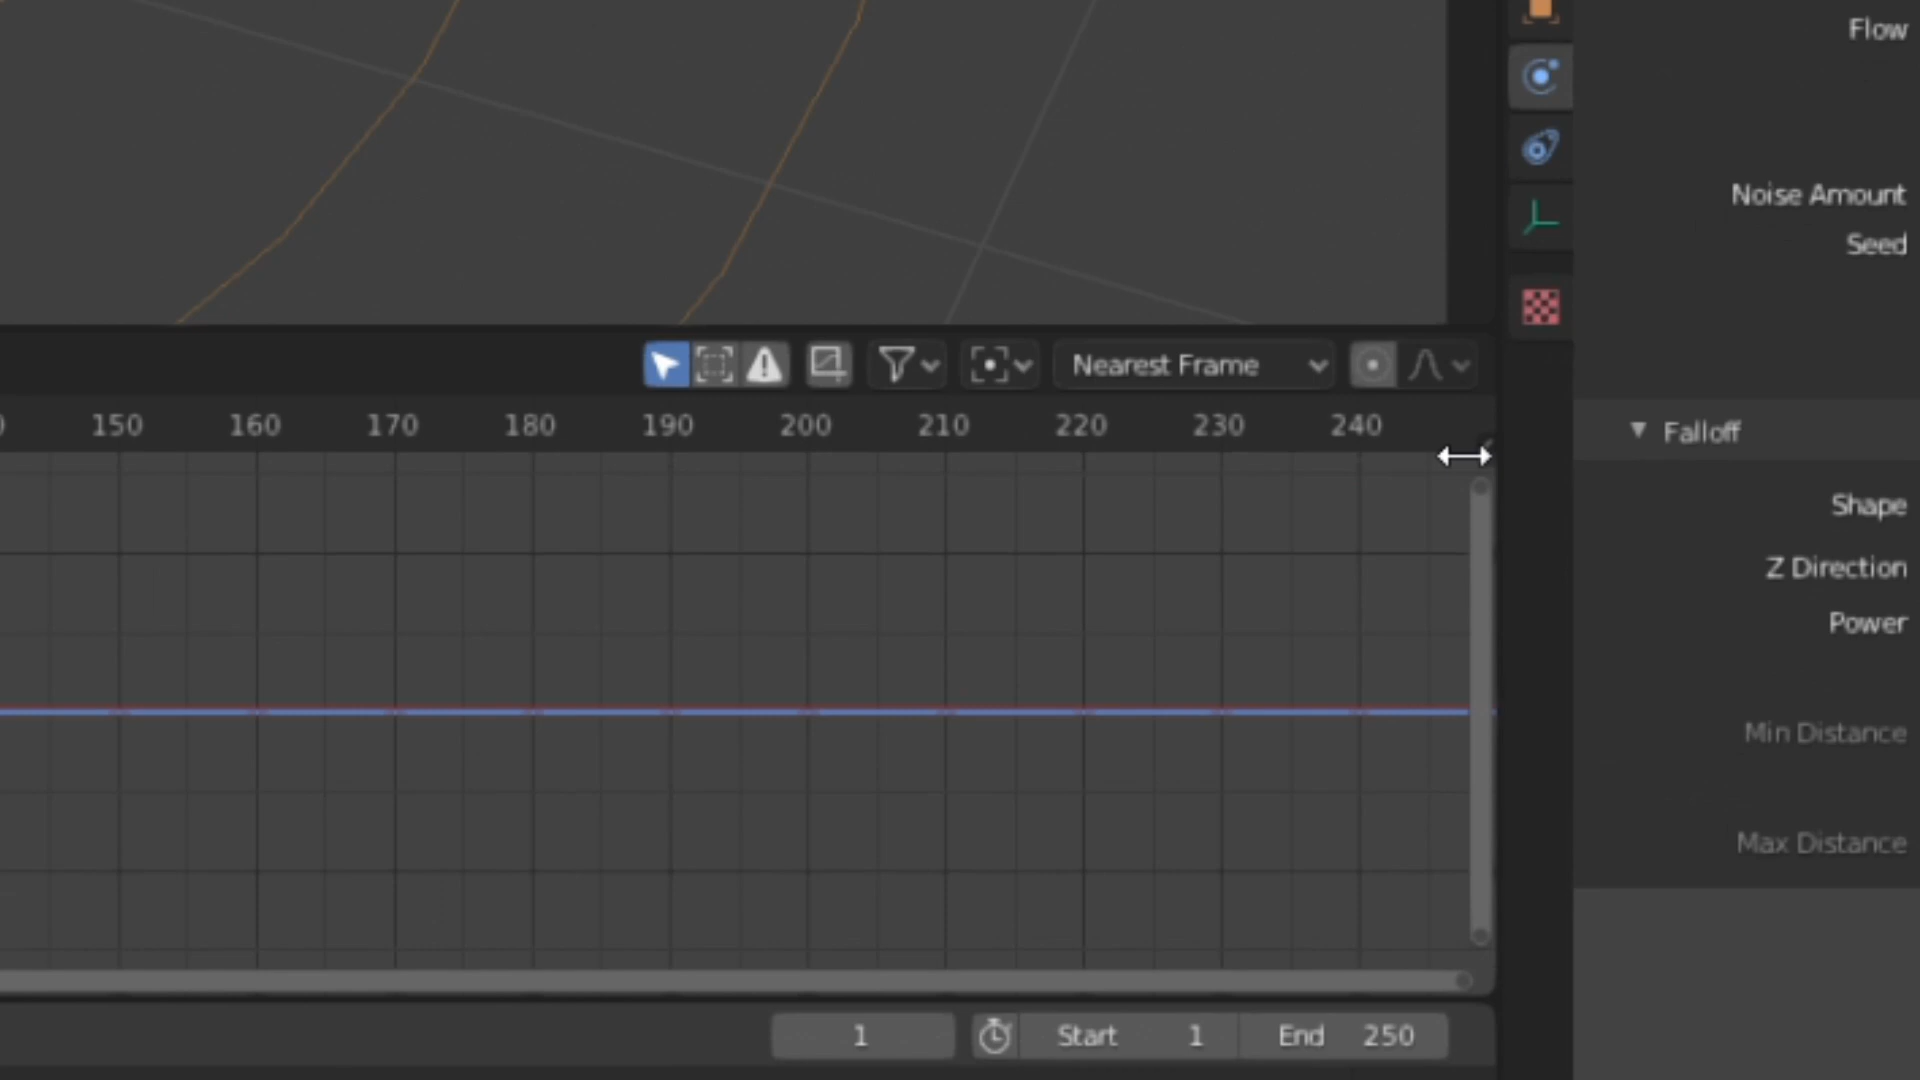 Flow
Noise Amount
Seed
Nearest Frame
150 160 170 180 190 200 210 220 230 240
Falloff
Shape
Z Direction
Power
Min Distance
Max Distance
1 Start 1 End 250